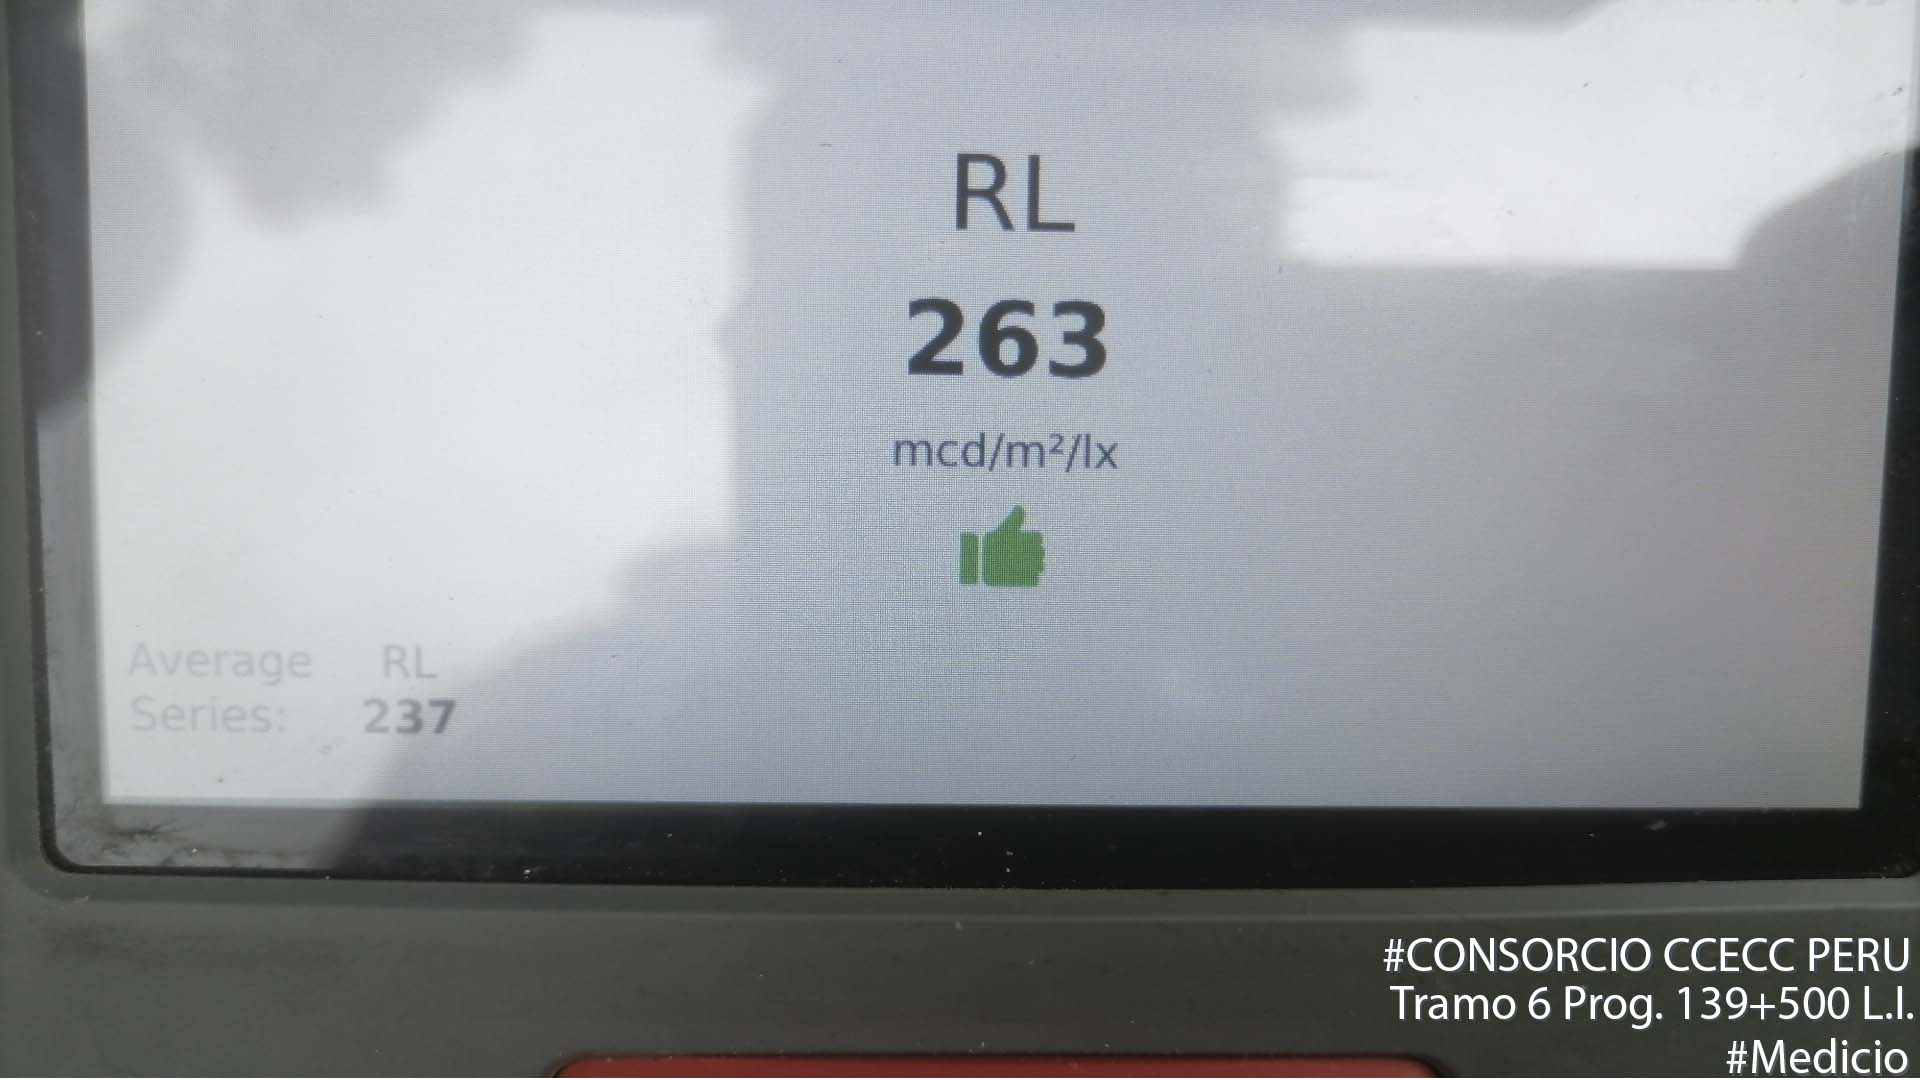 RL
263
mcd/m²/lx
Average RL
Series: 237
#CONSORCIO CCECC PERU
Tramo 6 Prog. 139+500 L.I.
#Medicio